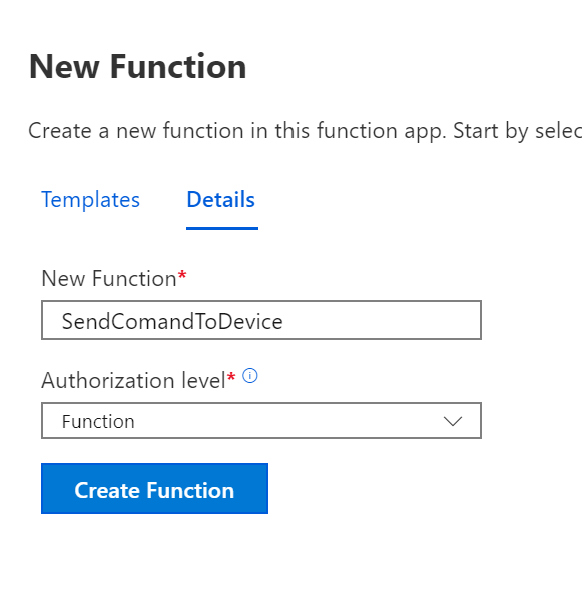 New Function
Create a new function in this function app. Start by selec
Templates Details
New Function*
SendComandToDevice
Authorization level*
Function
Create Function